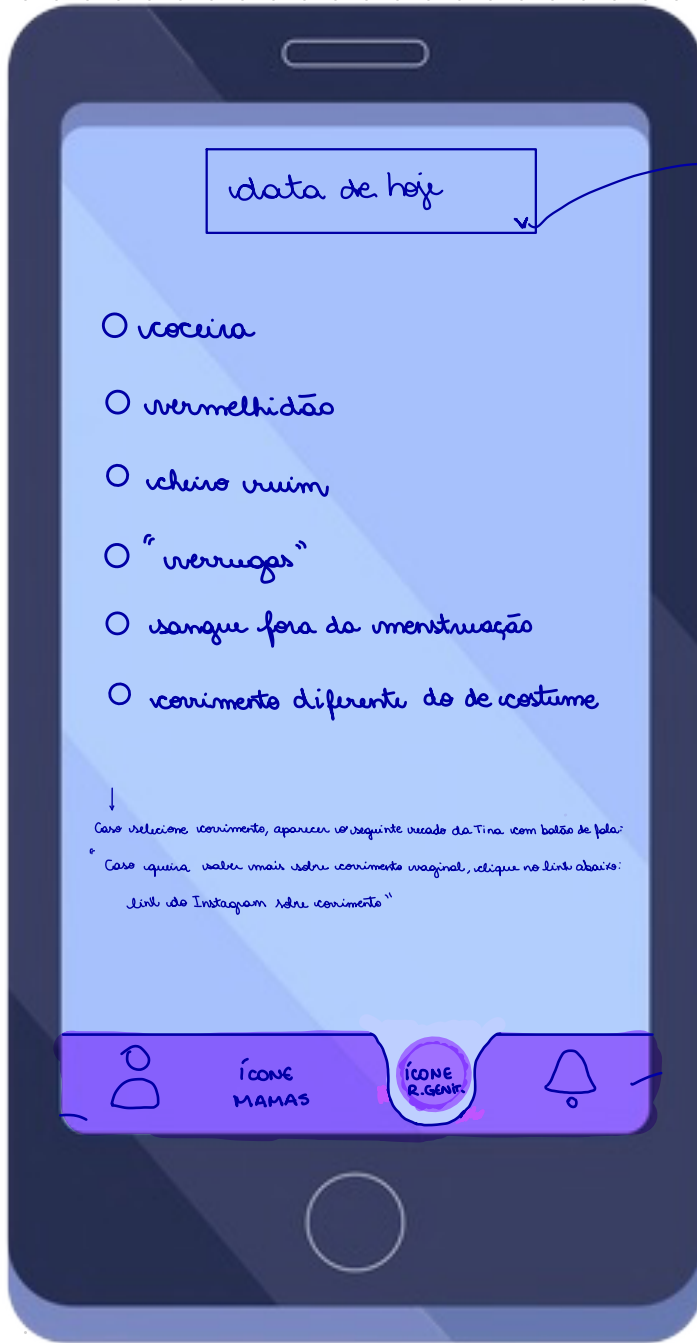 data de hoje
coceira
vermelhidão
cheiro ruim
"verrugas"
sangue fora da menstruação
corrimento diferente do de costume
Caso selecione corrimento, aparecer o seguinte recado da Tina com balão de fala:
"Caso queira saber mais sobre corrimento vaginal, clique no link abaixo:
link do Instagram sobre corrimento"
ÍCONE
MAMAS
ÍCONE
R.GENIT.